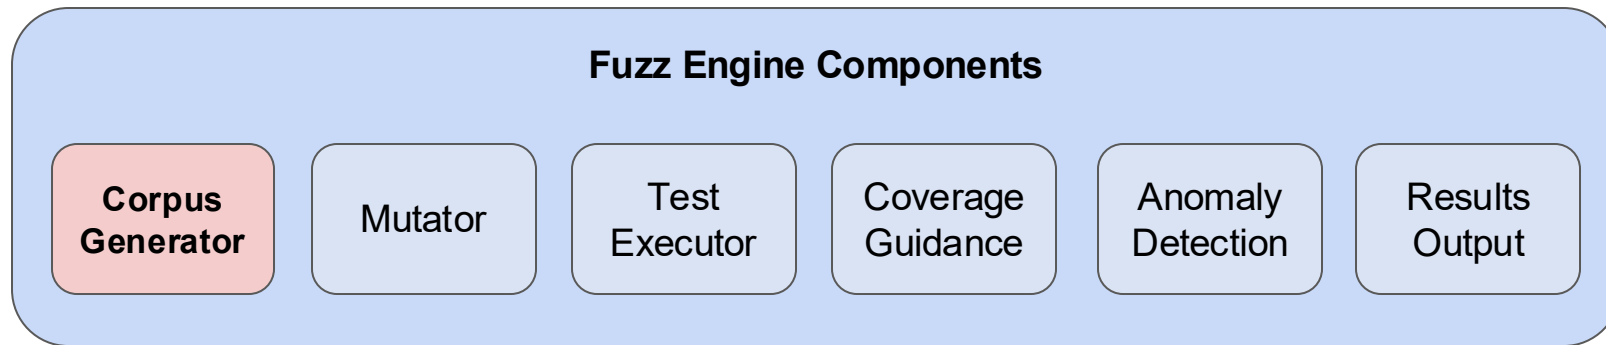 Fuzz Engine Components
Corpus
Generator
Mutator
Test
Executor
Coverage
Guidance
Anomaly
Detection
Results
Output